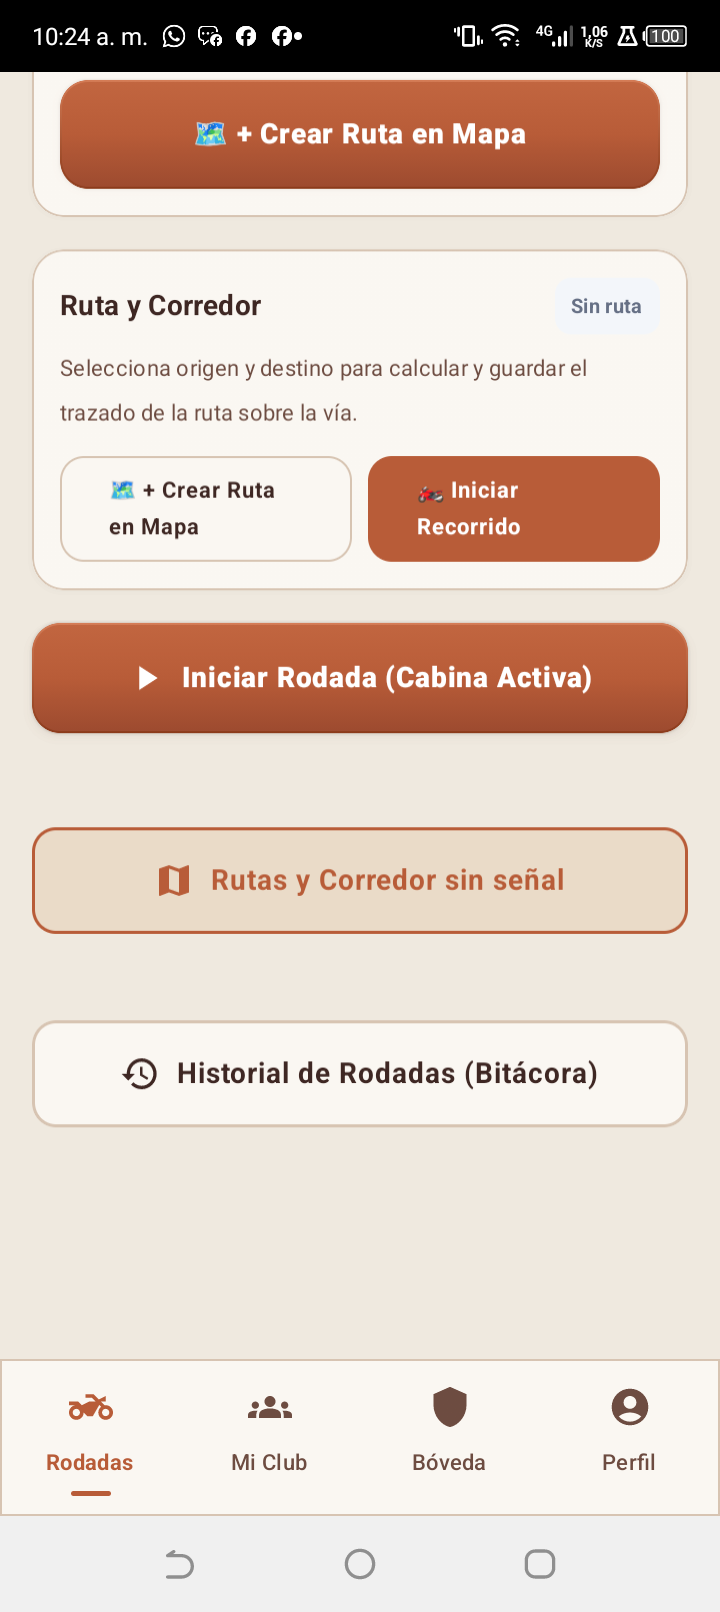 10:24 a. m.
4G
1,06
K/S
100
+ Crear Ruta en Mapa
Ruta y Corredor
Sin ruta
Selecciona origen y destino para calcular y guardar el
trazado de la ruta sobre la vía.
+ Crear Ruta
en Mapa
Iniciar
Recorrido
Iniciar Rodada (Cabina Activa)
Rutas y Corredor sin señal
Historial de Rodadas (Bitácora)
Rodadas
Mi Club
Bóveda
Perfil